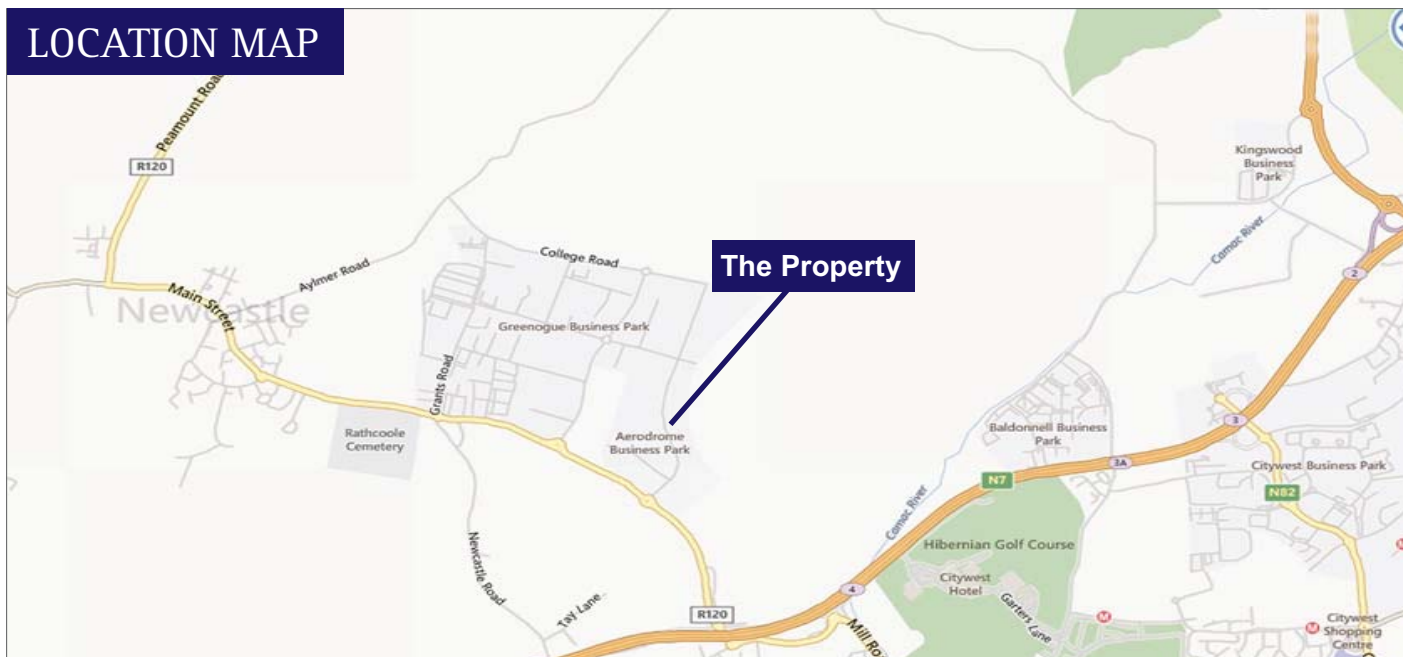 LOCATION MAP
Peamount Road
R120
Kingswood
Business
Park
Camac River
College Road
The Property
Aylmer Road
2
Main Street
Newcastle
Greenogue Business Park
Grants Road
Rathcoole
Cemetery
Aerodrome
Business Park
Baldonnell Business
Park
3
3A
Citywest Business Park
N7
N82
Camac River
Newcastle Road
Hibernian Golf Course
Citywest
Hotel
4
Garters Lane
Tay Lane
R120
Mill Roa
M
M
M
Citywest
Shopping
Centre